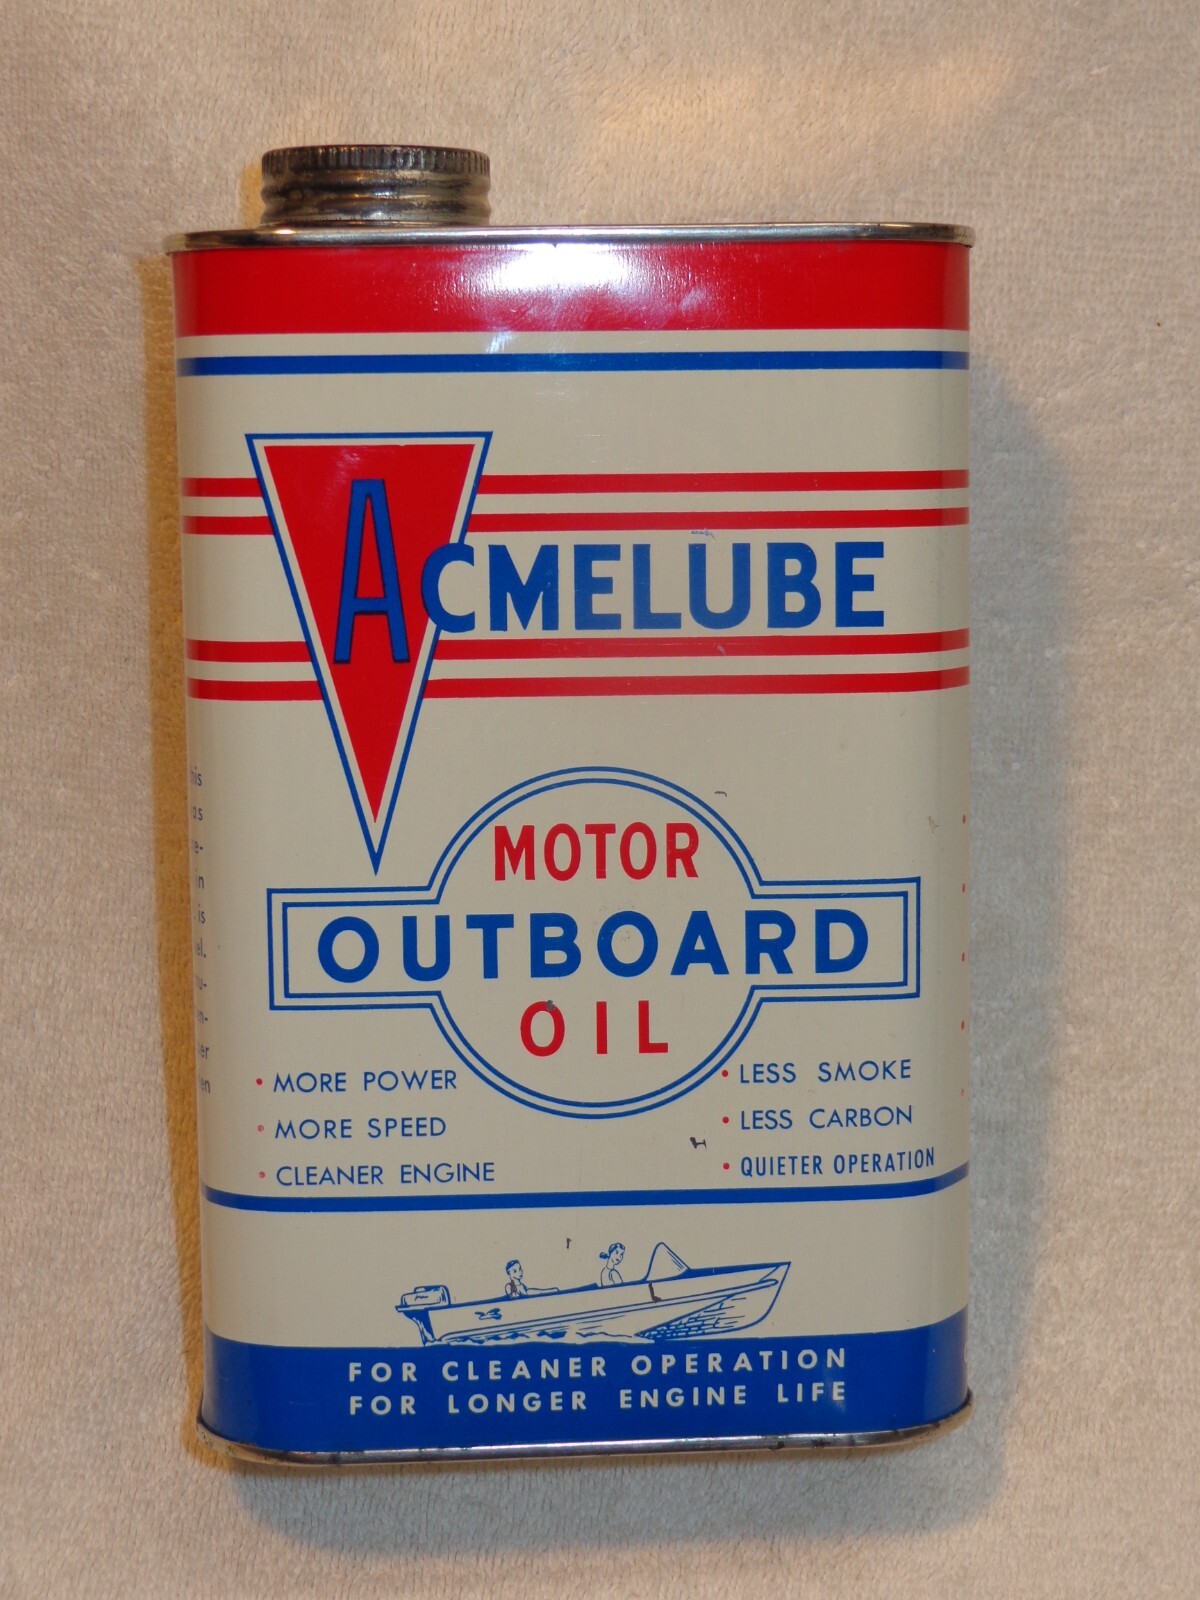 ACMELUBE
MOTOR
OUTBOARD
OIL
• MORE POWER
• MORE SPEED
• CLEANER ENGINE
• LESS SMOKE
• LESS CARBON
• QUIETER OPERATION
FOR CLEANER OPERATION
FOR LONGER ENGINE LIFE